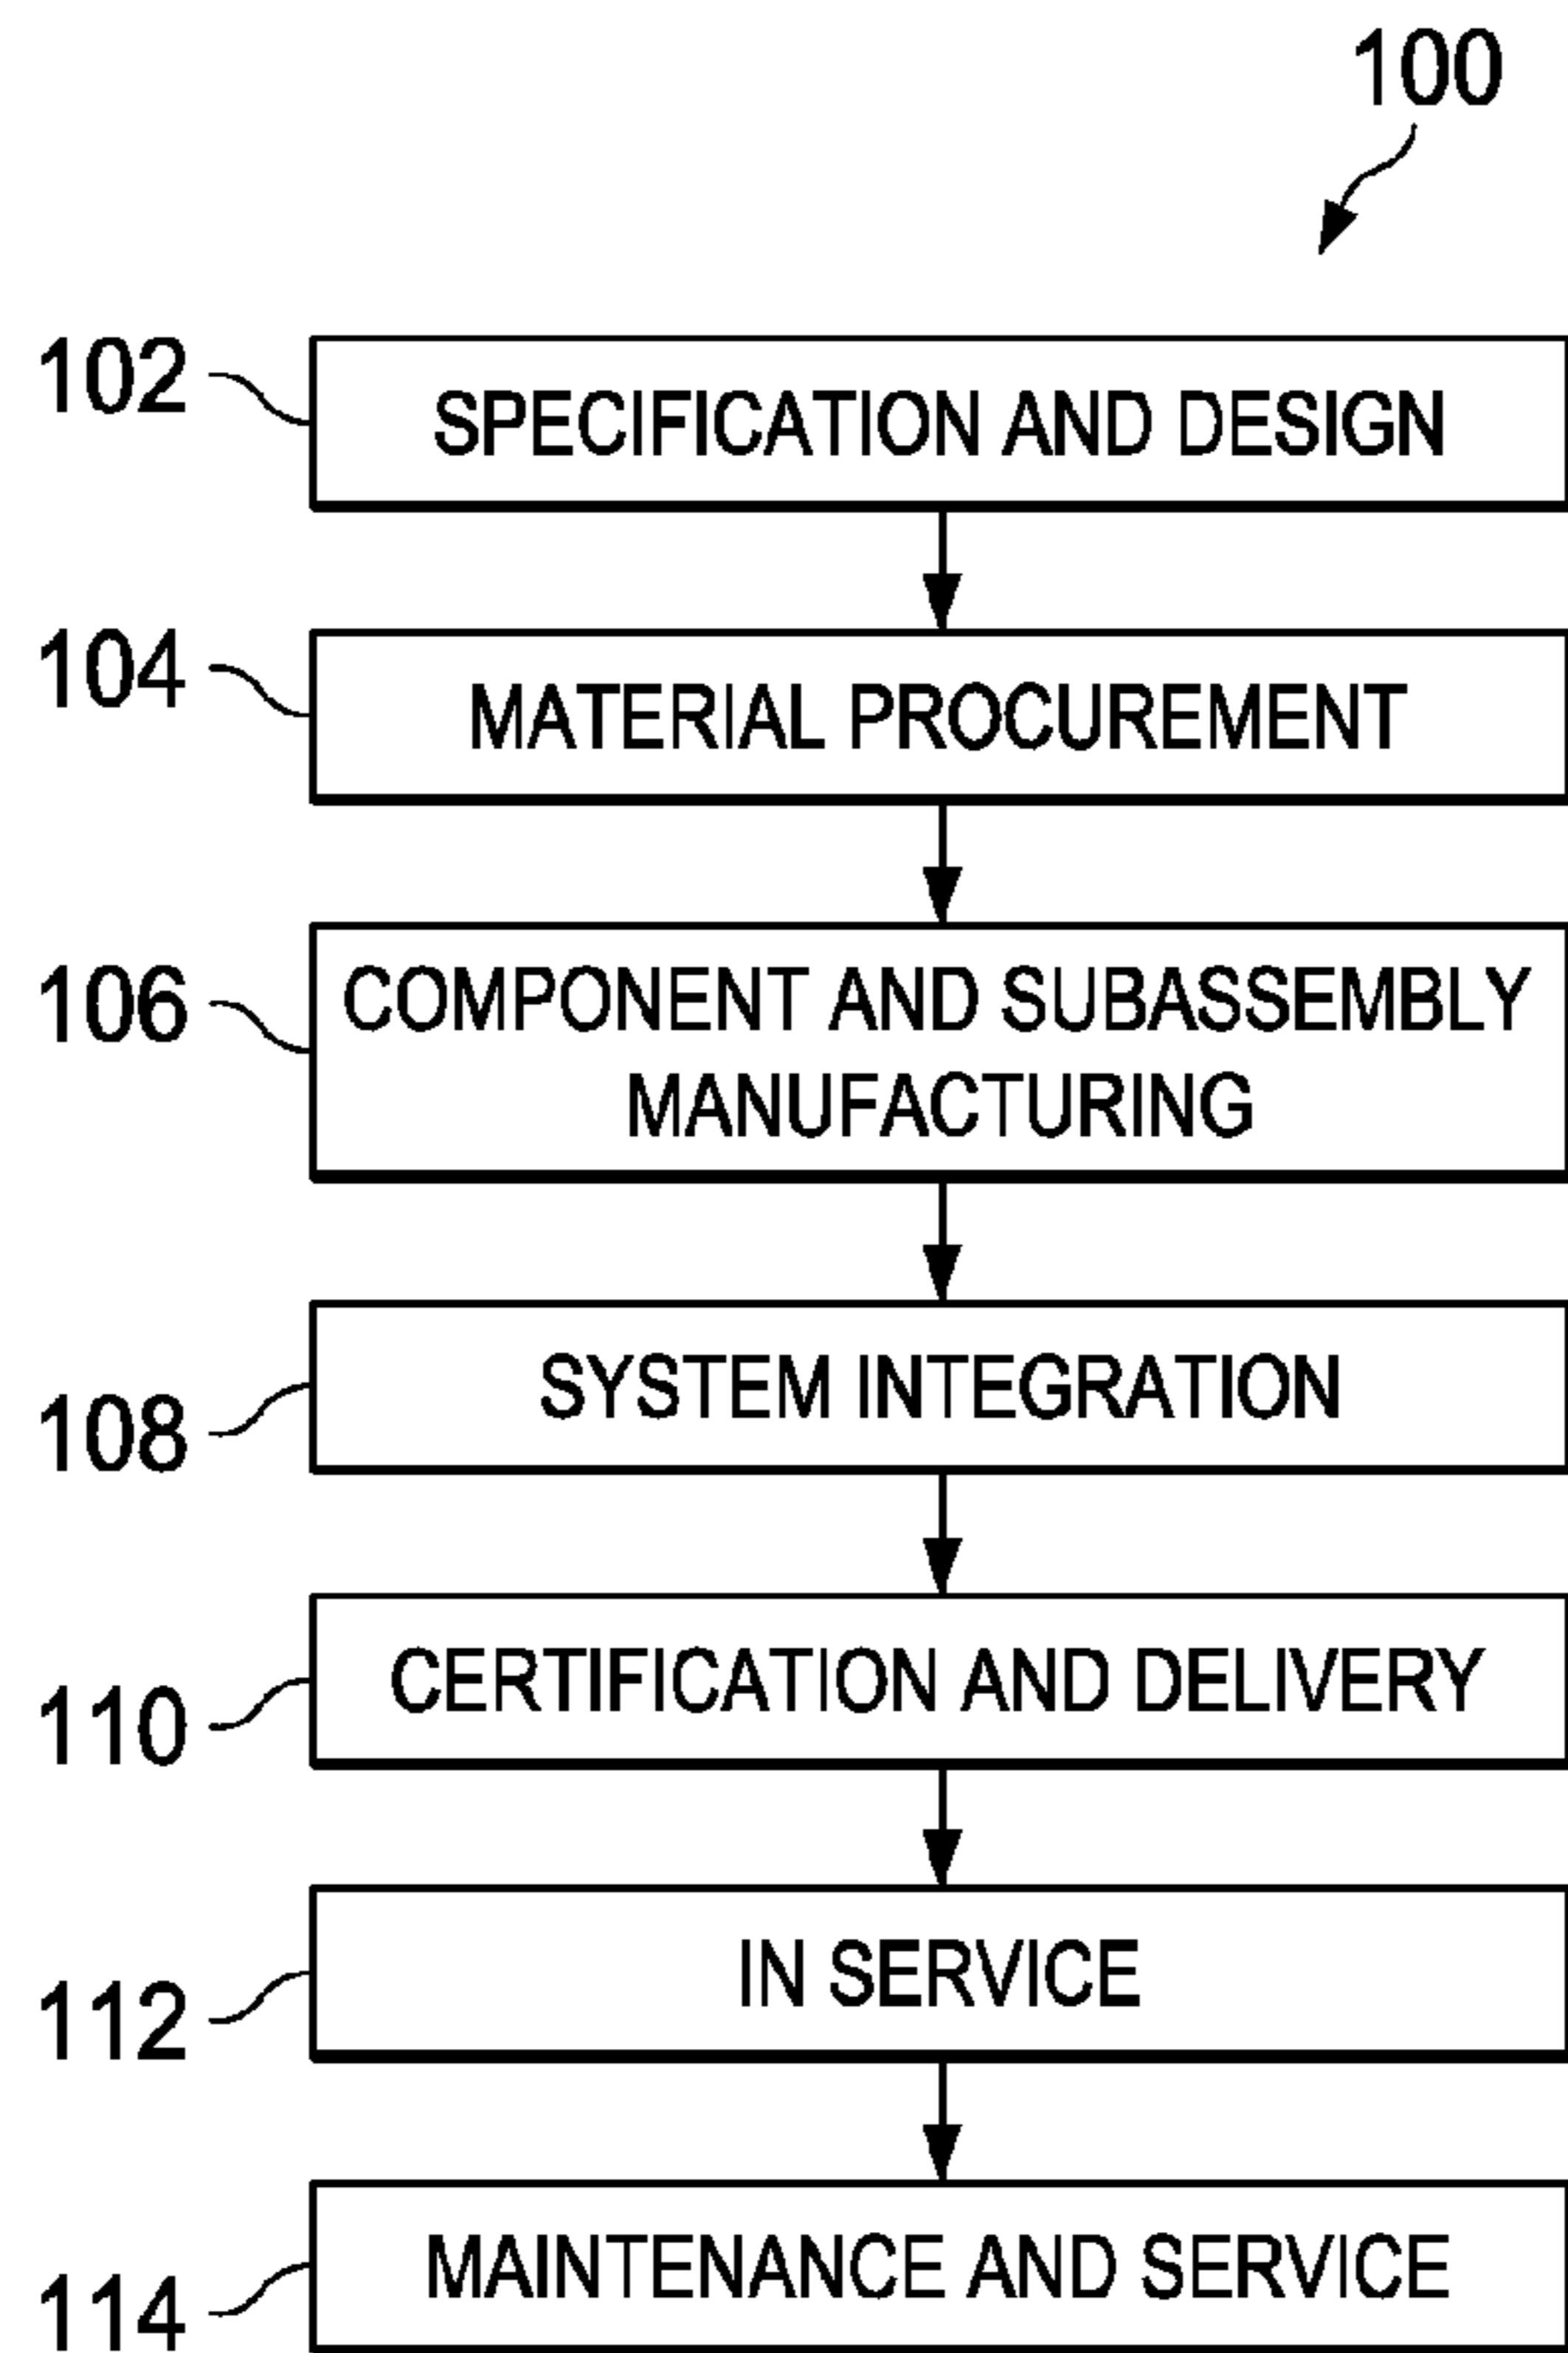 100
102
SPECIFICATION AND DESIGN
104
MATERIAL PROCUREMENT
106
COMPONENT AND SUBASSEMBLY
MANUFACTURING
108
SYSTEM INTEGRATION
110
CERTIFICATION AND DELIVERY
112
IN SERVICE
114
MAINTENANCE AND SERVICE